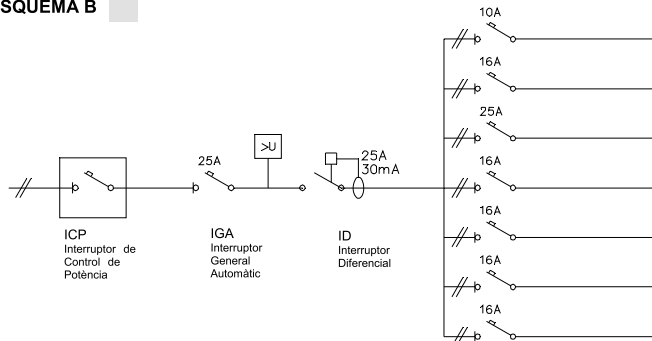 SQUEMA B
10A
16A
25A
16A
16A
16A
16A
25A
>U
25A
30mA
ICP
Interruptor de
Control de
Potència
IGA
Interruptor
General
Automàtic
ID
Interruptor
Diferencial